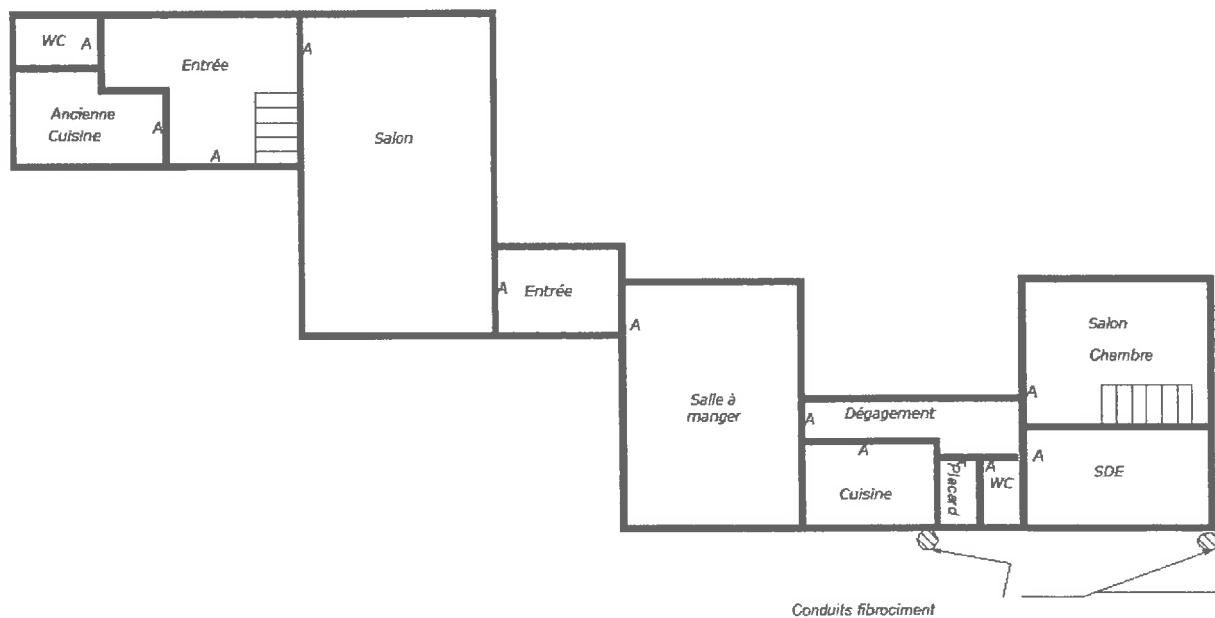 WC
A
Entrée
A
Ancienne
Cuisine
A
A
Salon
A
Entrée
A
Salle à
manger
A
Dégagement
A
Cuisine
Placard
A
A
WC
Salon
Chambre
A
A
SDE
Conduits fibrociment